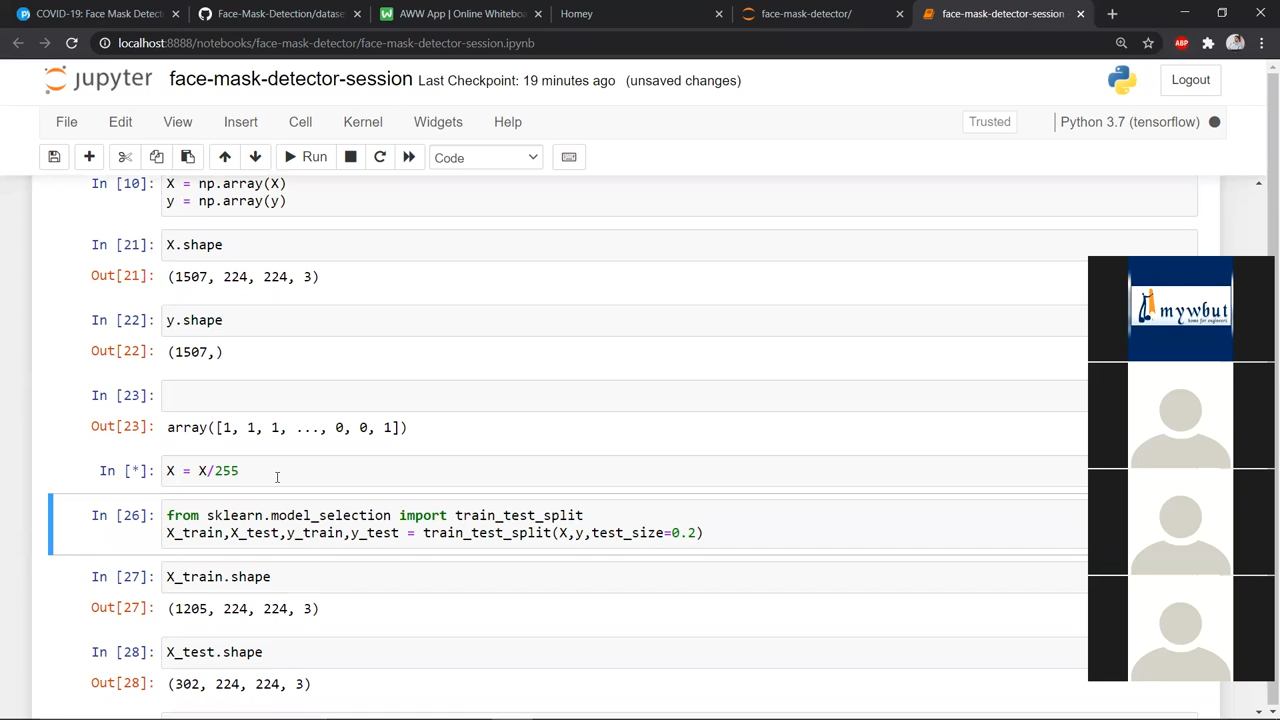 COVID-19: Face Mask Detect
Face-Mask-Detection/datase
AWW App | Online Whiteboa
Homey
face-mask-detector/
face-mask-detector-session
localhost:8888/notebooks/face-mask-detector/face-mask-detector-session.ipynb
ABP
jupyter face-mask-detector-session Last Checkpoint: 19 minutes ago (unsaved changes)
Logout
File Edit View Insert Cell Kernel Widgets Help
Trusted
Python 3.7 (tensorflow)
Run
Code
In [10]: X = np.array(X)
y = np.array(y)
In [21]: X.shape
Out[21]: (1507, 224, 224, 3)
In [22]: y.shape
Out[22]: (1507,)
In [23]:
Out[23]: array([1, 1, 1, ..., 0, 0, 1])
In [*]: X = X/255
In [26]: from sklearn.model_selection import train_test_split
X_train,X_test,y_train,y_test = train_test_split(X,y,test_size=0.2)
In [27]: X_train.shape
Out[27]: (1205, 224, 224, 3)
In [28]: X_test.shape
Out[28]: (302, 224, 224, 3)
mywbut
home for engineers